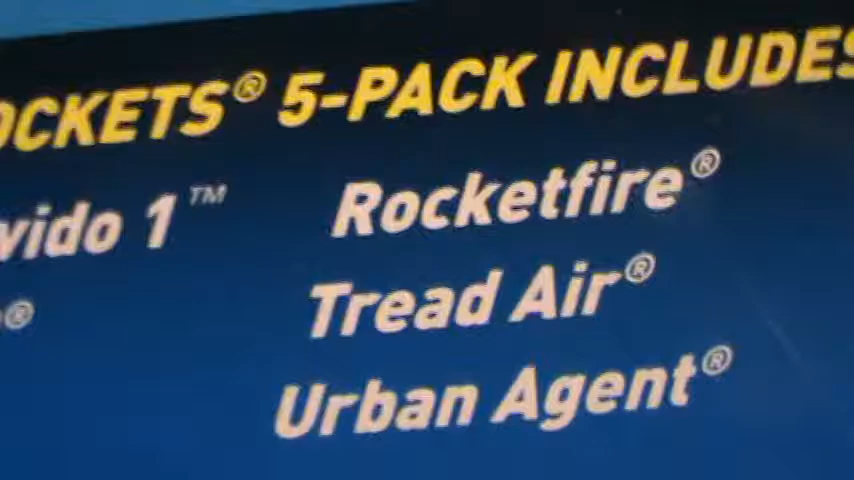 OCKETS® 5-PACK INCLUDES
vido 1™ Rocketfire®
® Tread Air®
Urban Agent®